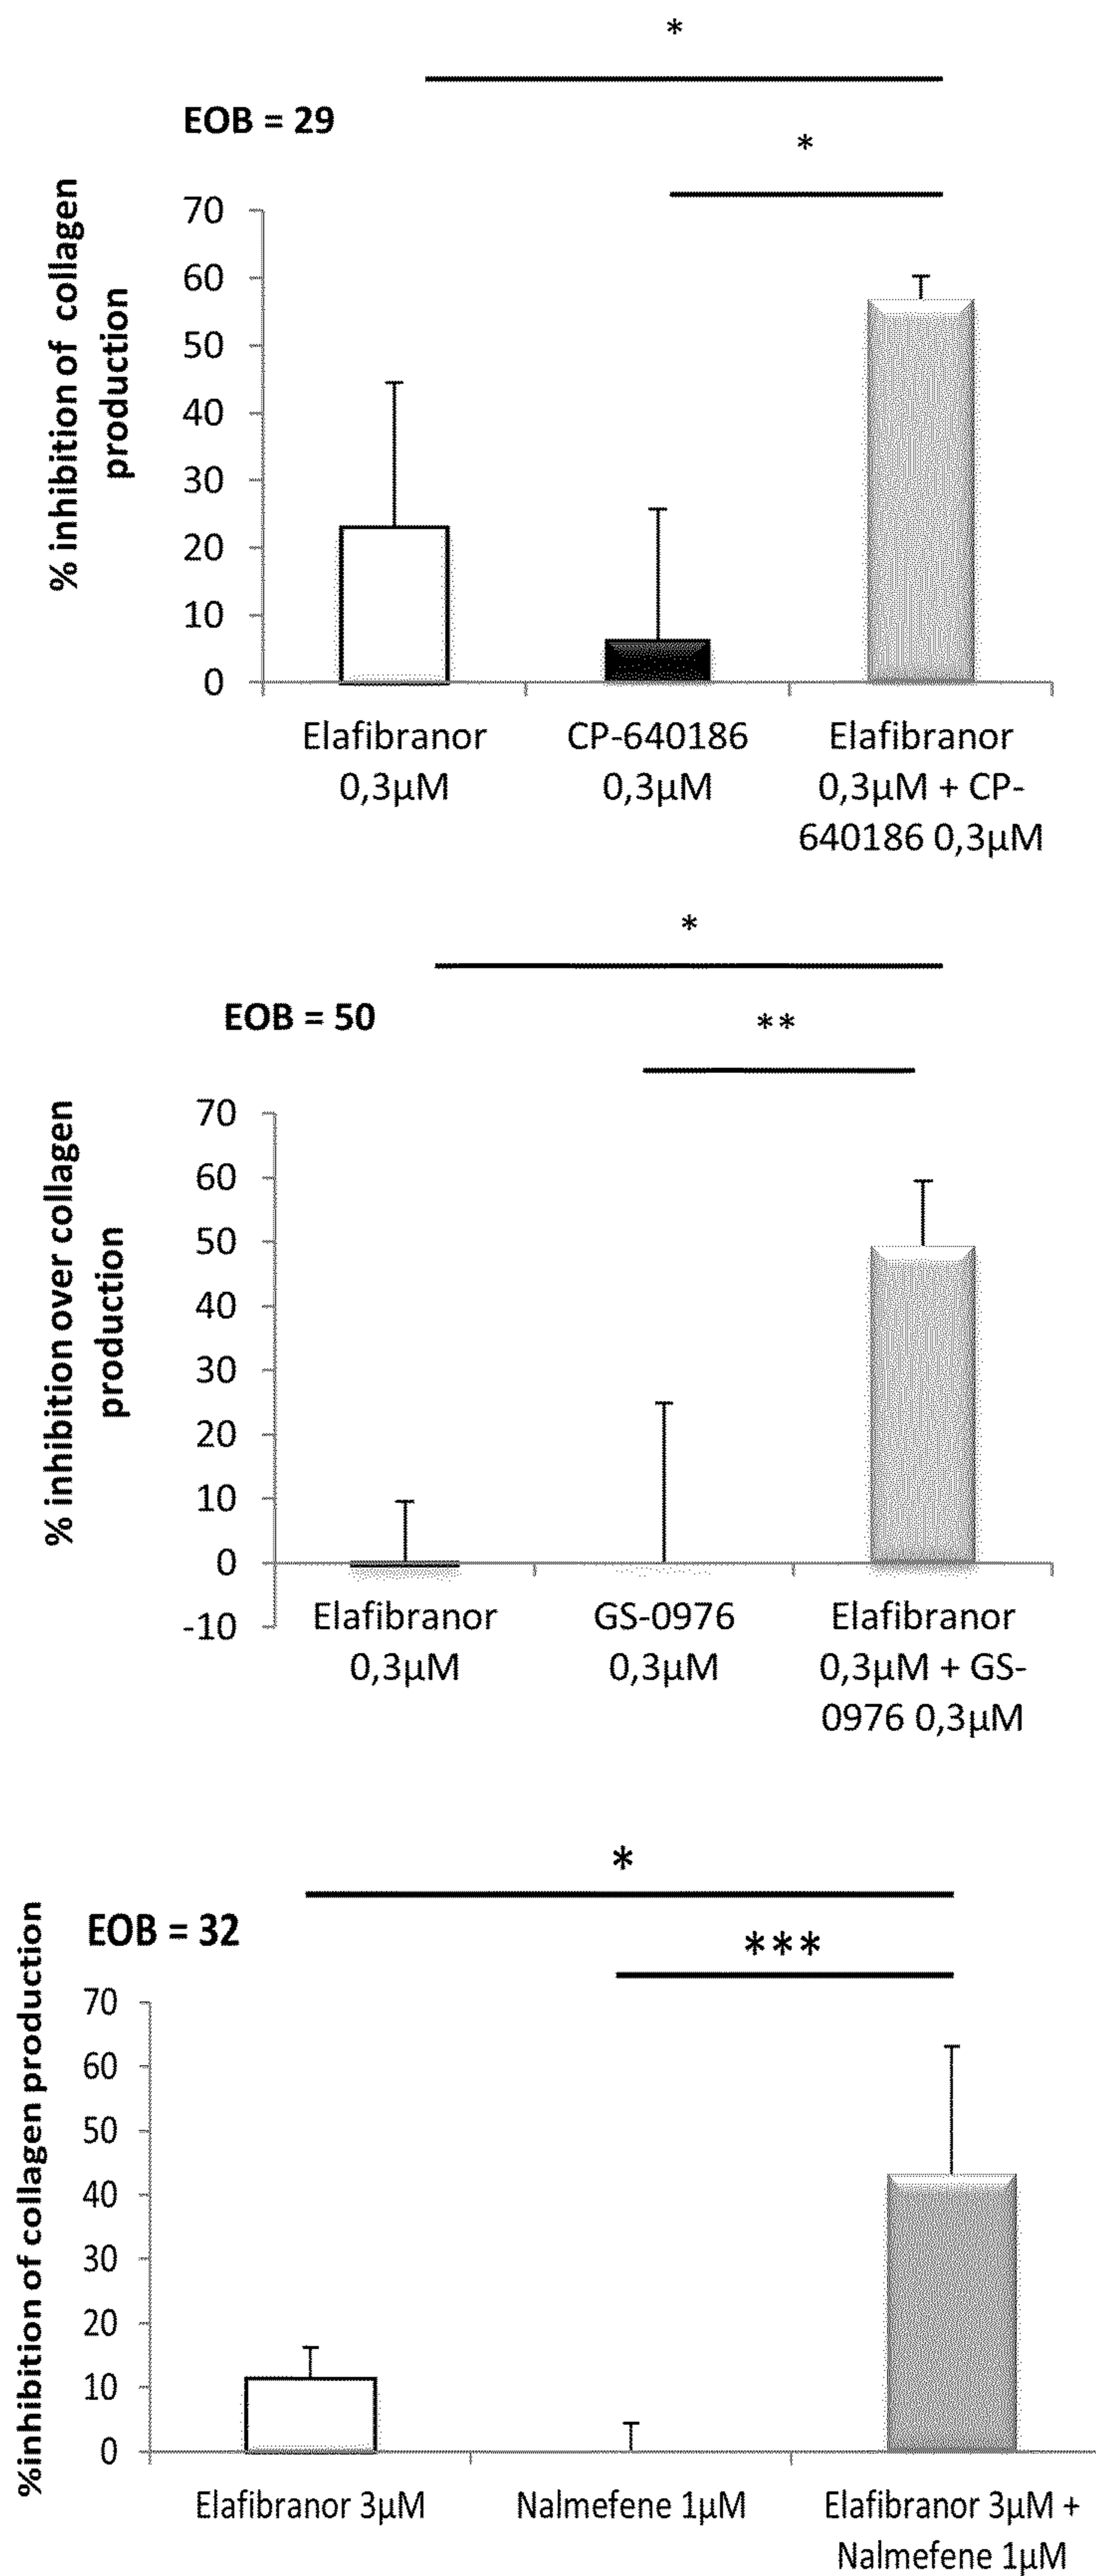 *
EOB = 29
*
% inhibition of collagen
production
70
60
50
40
30
20
10
0
Elafibranor
0,3µM
CP-640186
0,3µM
Elafibranor
0,3µM + CP-
640186 0,3µM
*
EOB = 50
**
% inhibition over collagen
production
70
60
50
40
30
20
10
0
-10
Elafibranor
0,3µM
GS-0976
0,3µM
Elafibranor
0,3µM + GS-
0976 0,3µM
*
EOB = 32
***
%inhibition of collagen production
70
60
50
40
30
20
10
0
Elafibranor 3µM
Nalmefene 1µM
Elafibranor 3µM +
Nalmefene 1µM